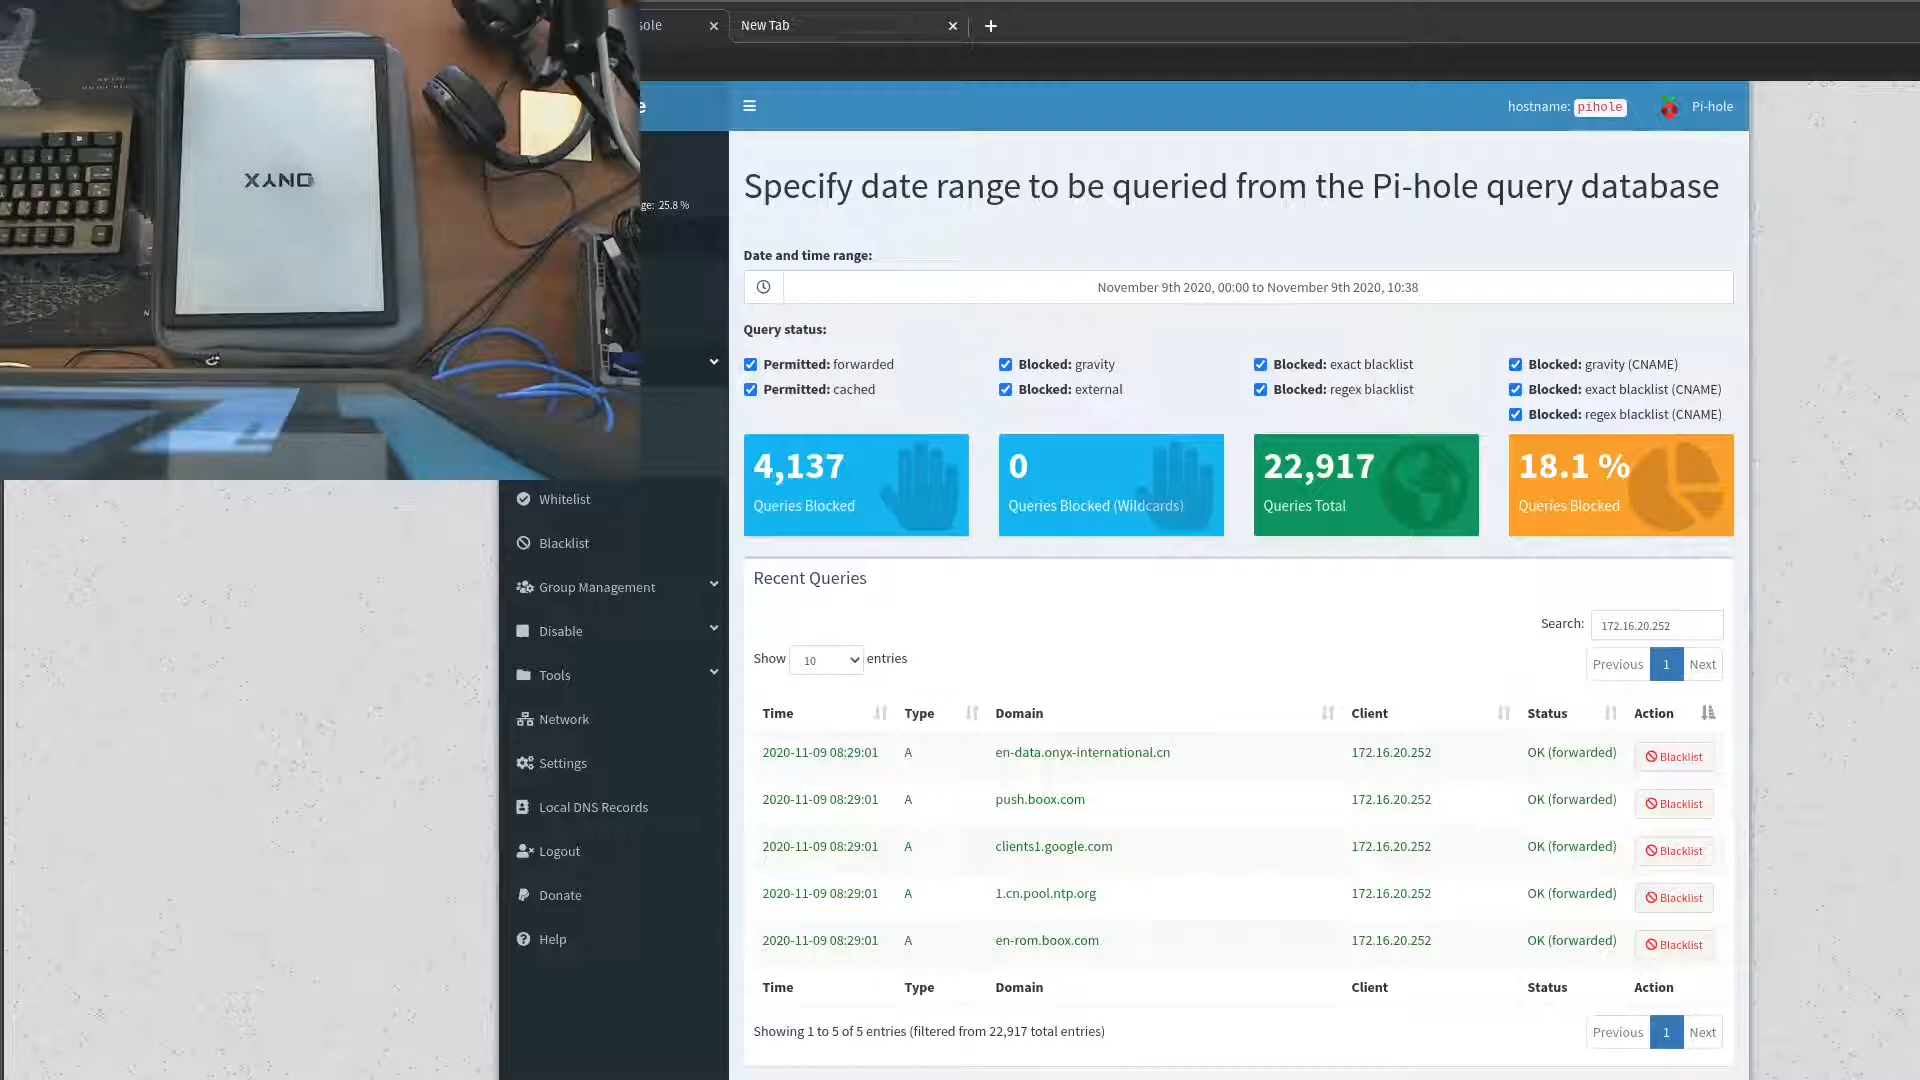 ole
New Tab
e
hostname: pihole
Pi-hole
ONYX
ge: 25.8 %
Specify date range to be queried from the Pi-hole query database
Date and time range:
November 9th 2020, 00:00 to November 9th 2020, 10:38
Query status:
Permitted: forwarded
Blocked: gravity
Blocked: exact blacklist
Blocked: gravity (CNAME)
Permitted: cached
Blocked: external
Blocked: regex blacklist
Blocked: exact blacklist (CNAME)
Blocked: regex blacklist (CNAME)
4,137
Queries Blocked
0
Queries Blocked (Wildcards)
22,917
Queries Total
18.1 %
Queries Blocked
Whitelist
Blacklist
Group Management
Disable
Tools
Network
Settings
Local DNS Records
Logout
Donate
Help
Recent Queries
Search: 172.16.20.252
Show 10 entries
Previous 1 Next
Time Type Domain Client Status Action
2020-11-09 08:29:01 A en-data.onyx-international.cn 172.16.20.252 OK (forwarded) Blacklist
2020-11-09 08:29:01 A push.boox.com 172.16.20.252 OK (forwarded) Blacklist
2020-11-09 08:29:01 A clients1.google.com 172.16.20.252 OK (forwarded) Blacklist
2020-11-09 08:29:01 A 1.cn.pool.ntp.org 172.16.20.252 OK (forwarded) Blacklist
2020-11-09 08:29:01 A en-rom.boox.com 172.16.20.252 OK (forwarded) Blacklist
Time Type Domain Client Status Action
Showing 1 to 5 of 5 entries (filtered from 22,917 total entries)
Previous 1 Next